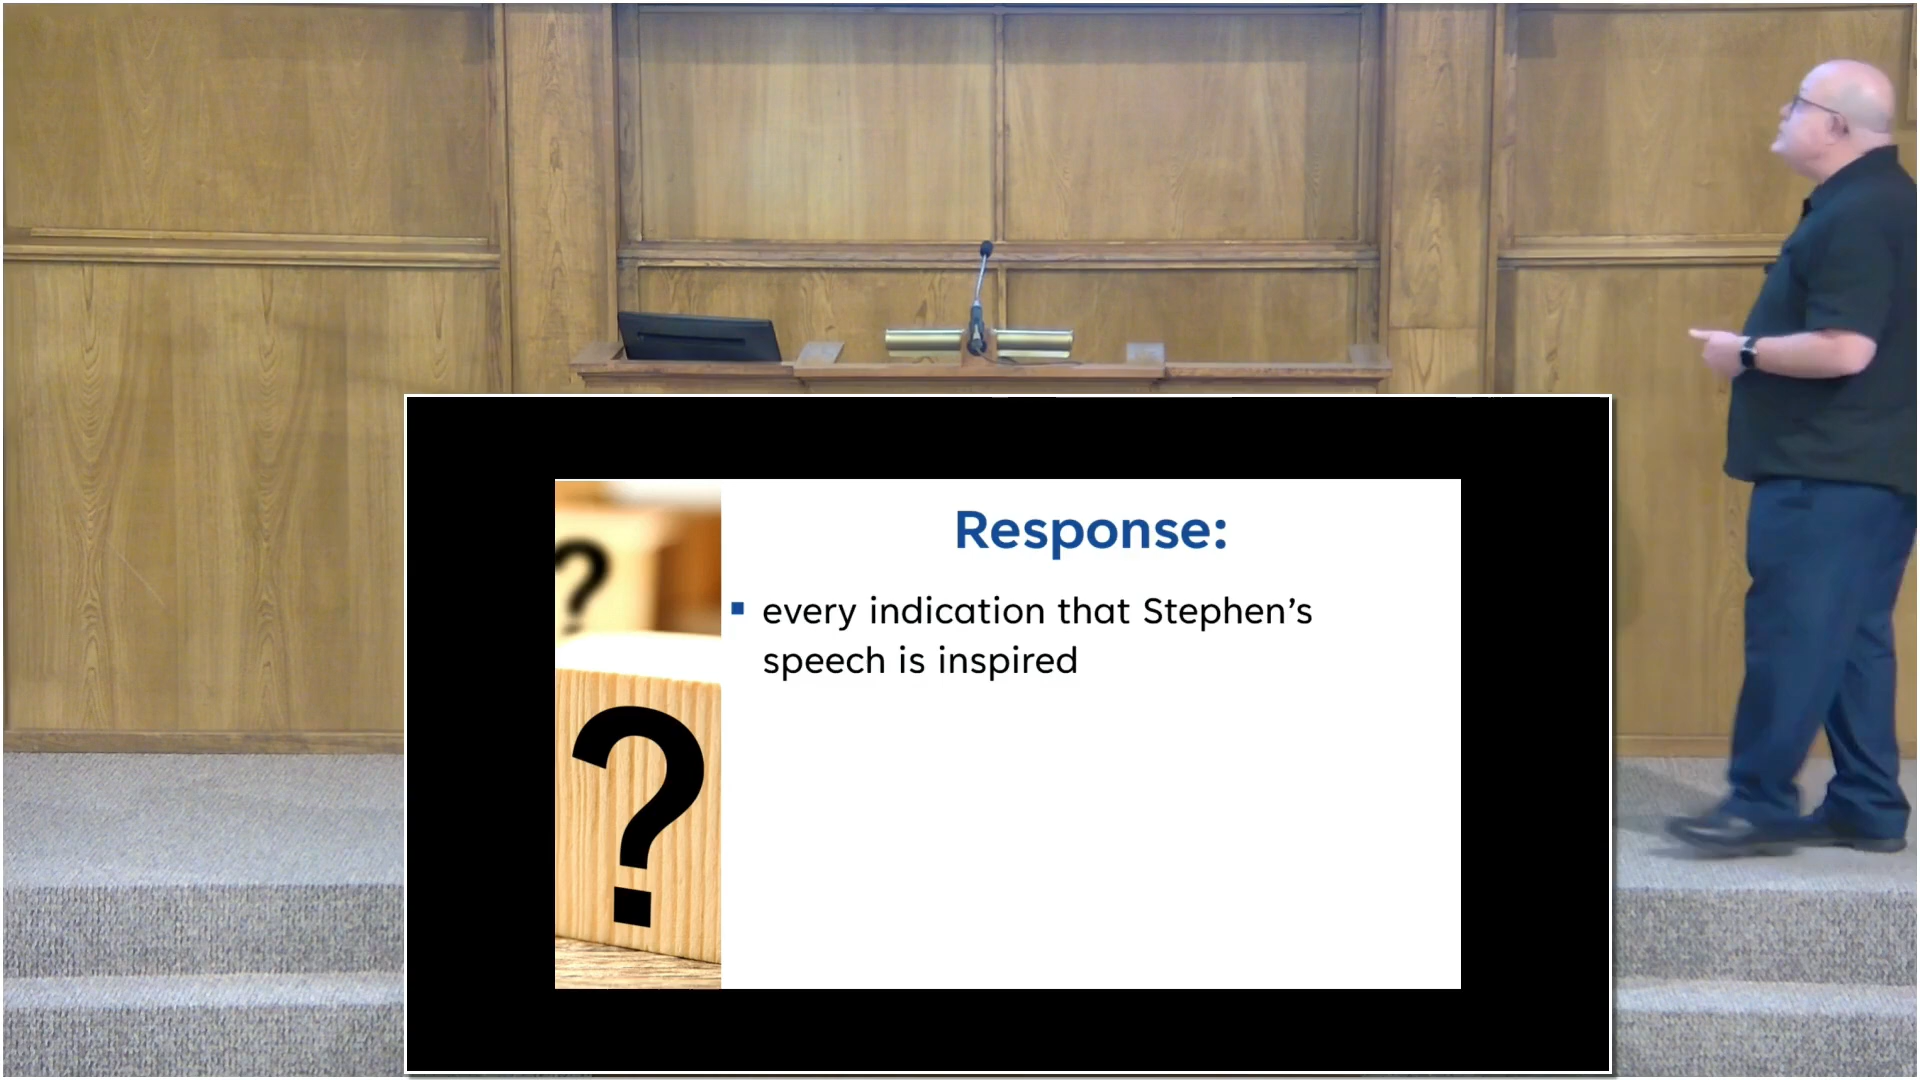 ?
?
Response:
▪ every indication that Stephen’s
speech is inspired